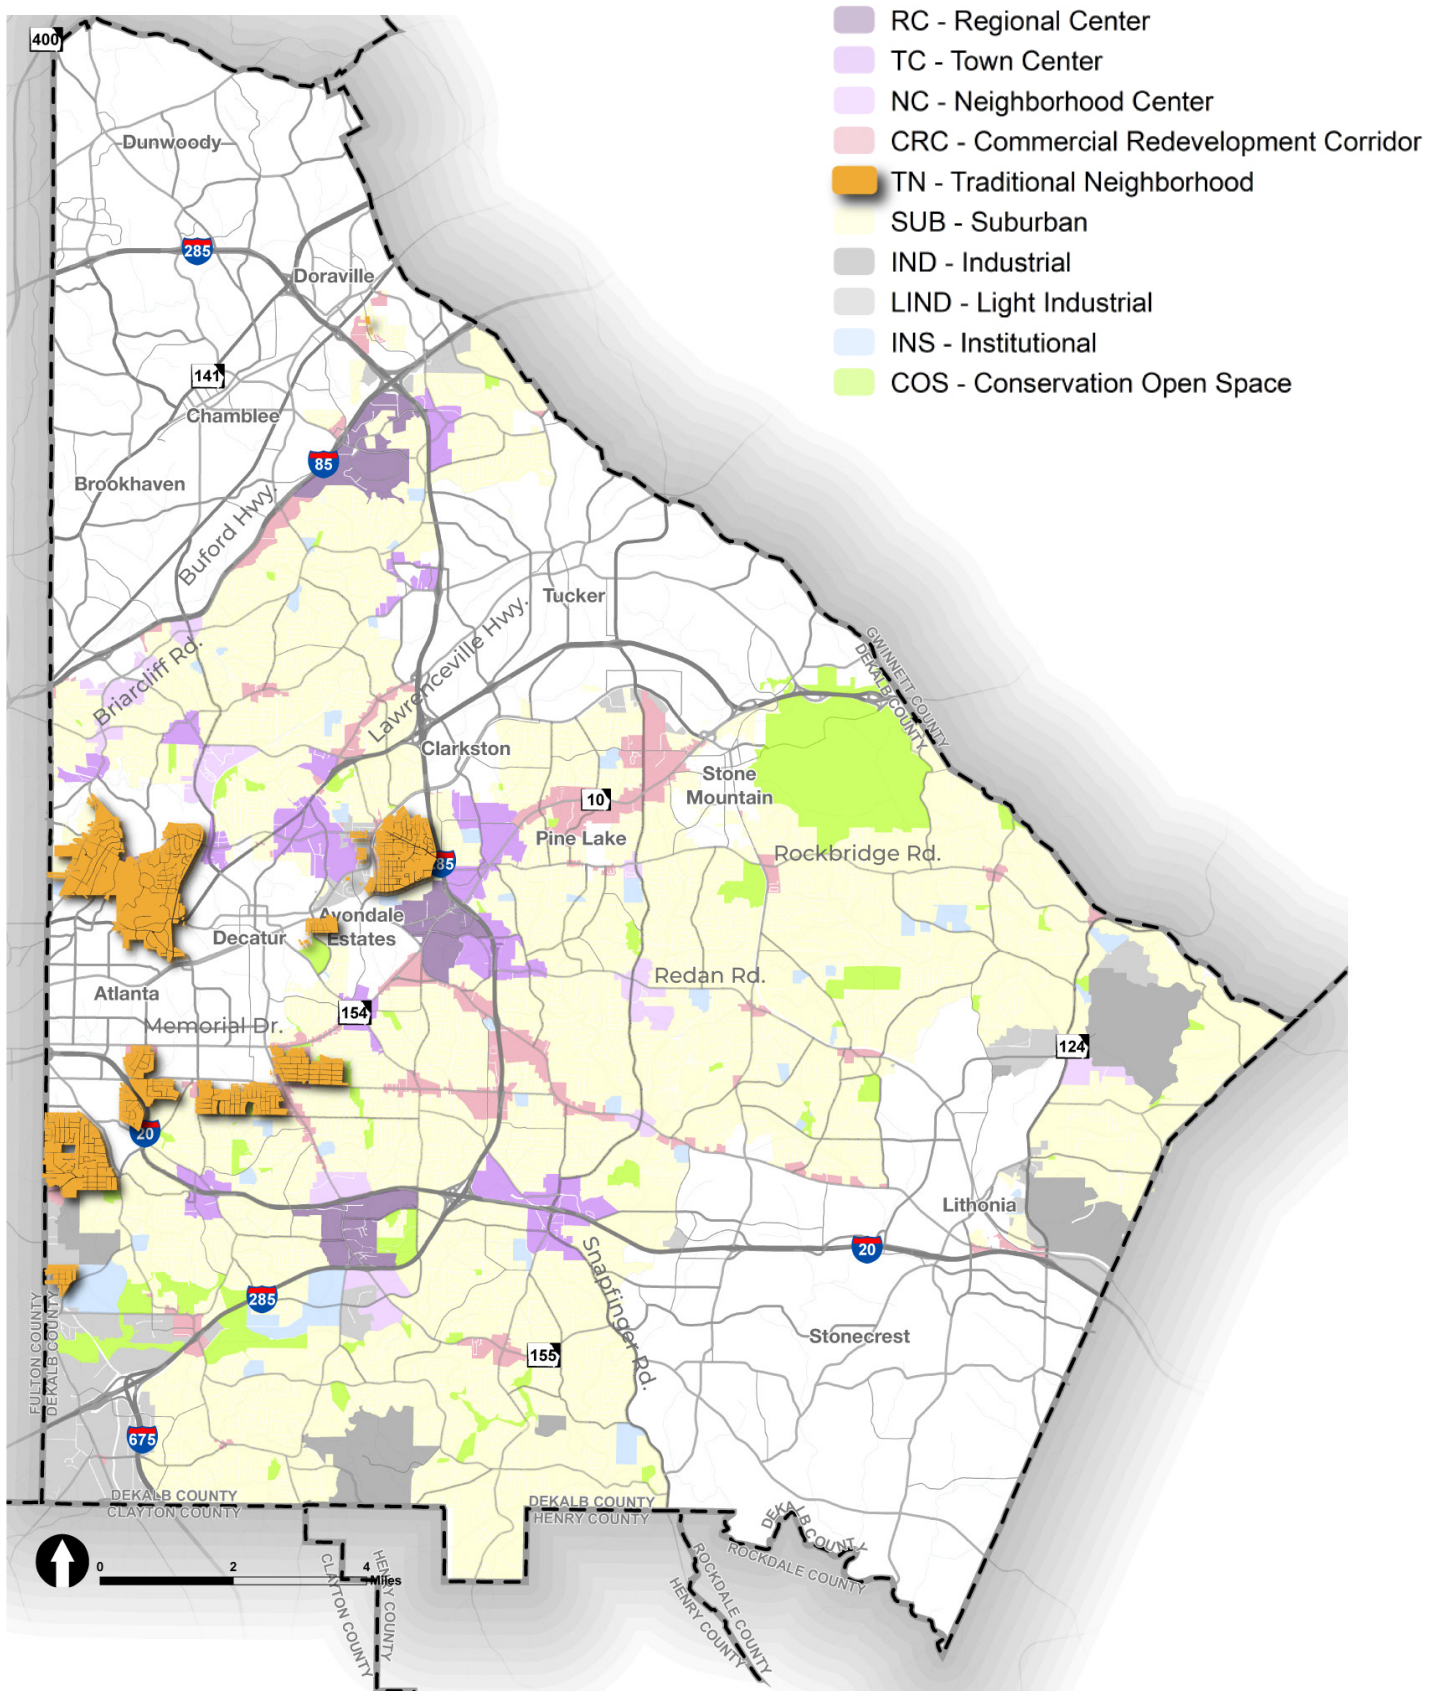 RC - Regional Center
TC - Town Center
NC - Neighborhood Center
CRC - Commercial Redevelopment Corridor
TN - Traditional Neighborhood
SUB - Suburban
IND - Industrial
LIND - Light Industrial
INS - Institutional
COS - Conservation Open Space
400
Dunwoody
285
Doraville
141
Chamblee
85
Brookhaven
Buford Hwy.
Tucker
Lawrenceville Hwy.
Briarcliff Rd.
GWINNETT COUNTY
DEKALB COUNTY
Clarkston
Stone
Mountain
10
Pine Lake
Rockbridge Rd.
85
Avondale
Estates
Decatur
Redan Rd.
Atlanta
154
Memorial Dr.
124
20
Lithonia
20
Snapfinger Rd.
285
FULTON COUNTY
DEKALB COUNTY
Stonecrest
155
675
DEKALB COUNTY
CLAYTON COUNTY
DEKALB COUNTY
HENRY COUNTY
DEKALB COUNTY
ROCKDALE COUNTY
0 2 4
Miles
CLAYTON COUNTY
HENRY COUNTY
ROCKDALE COUNTY
HENRY COUNTY